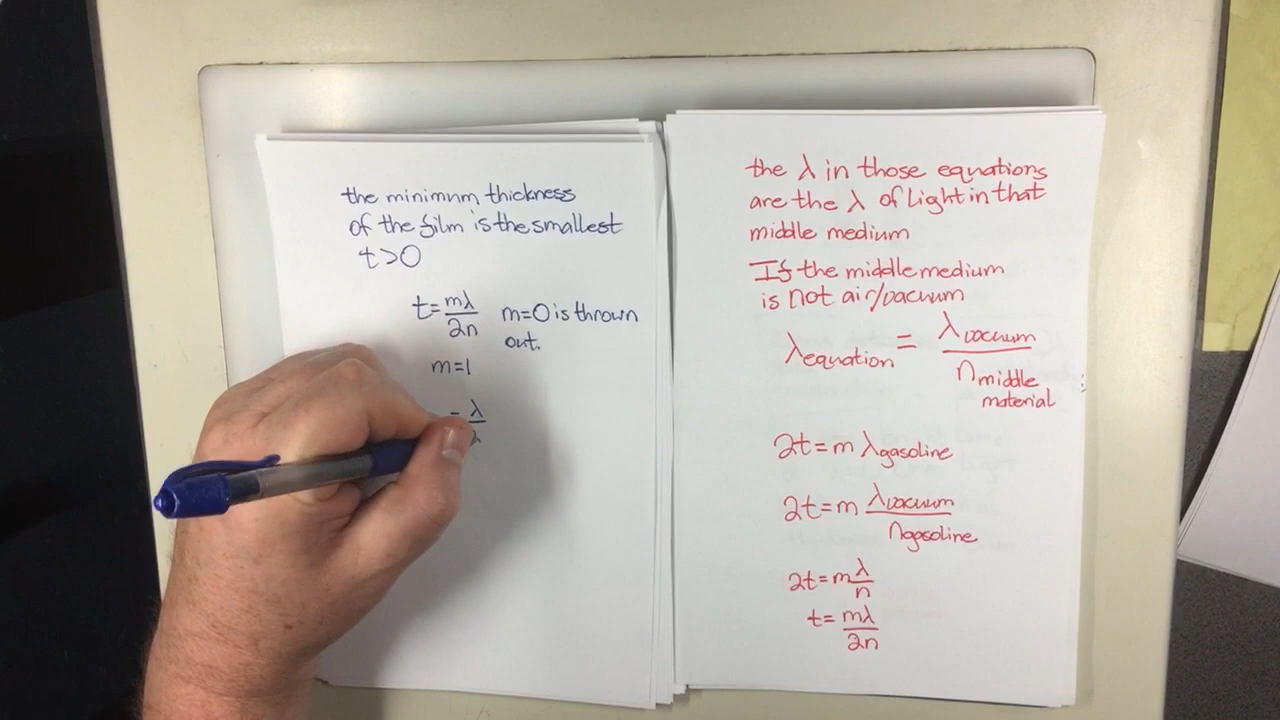 the minimum thickness
of the film is the smallest
t>0
t=mλ/2n m=0 is thrown
out.
m=1
=λ/2
the λ in those equations
are the λ of Light in that
middle medium
If the middle medium
is not air/vacuum
λequation = λvacuum/nmiddle material
2t=mλgasoline
2t=m λvacuum/ngasoline
2t=mλ/n
t=mλ/2n